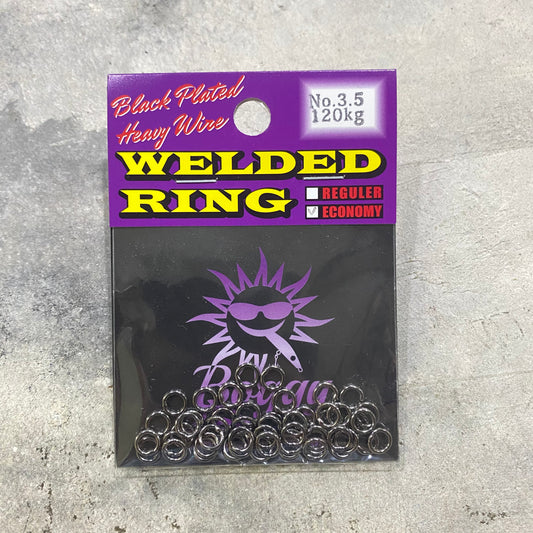 Black Plated
Heavy Wire
No.3.5
120kg
WELDED
RING
REGULER
ECONOMY